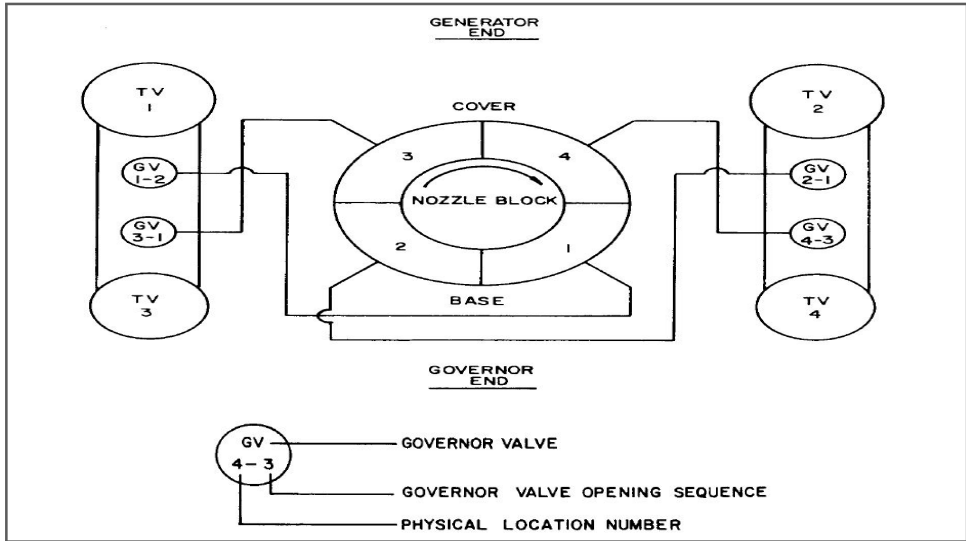 GENERATOR
END
TV
1
TV
2
COVER
3
4
GV
1-2
GV
2-1
NOZZLE BLOCK
GV
3-1
GV
4-3
2
1
TV
3
BASE
TV
4
GOVERNOR
END
GV
4-3
GOVERNOR VALVE
GOVERNOR VALVE OPENING SEQUENCE
PHYSICAL LOCATION NUMBER